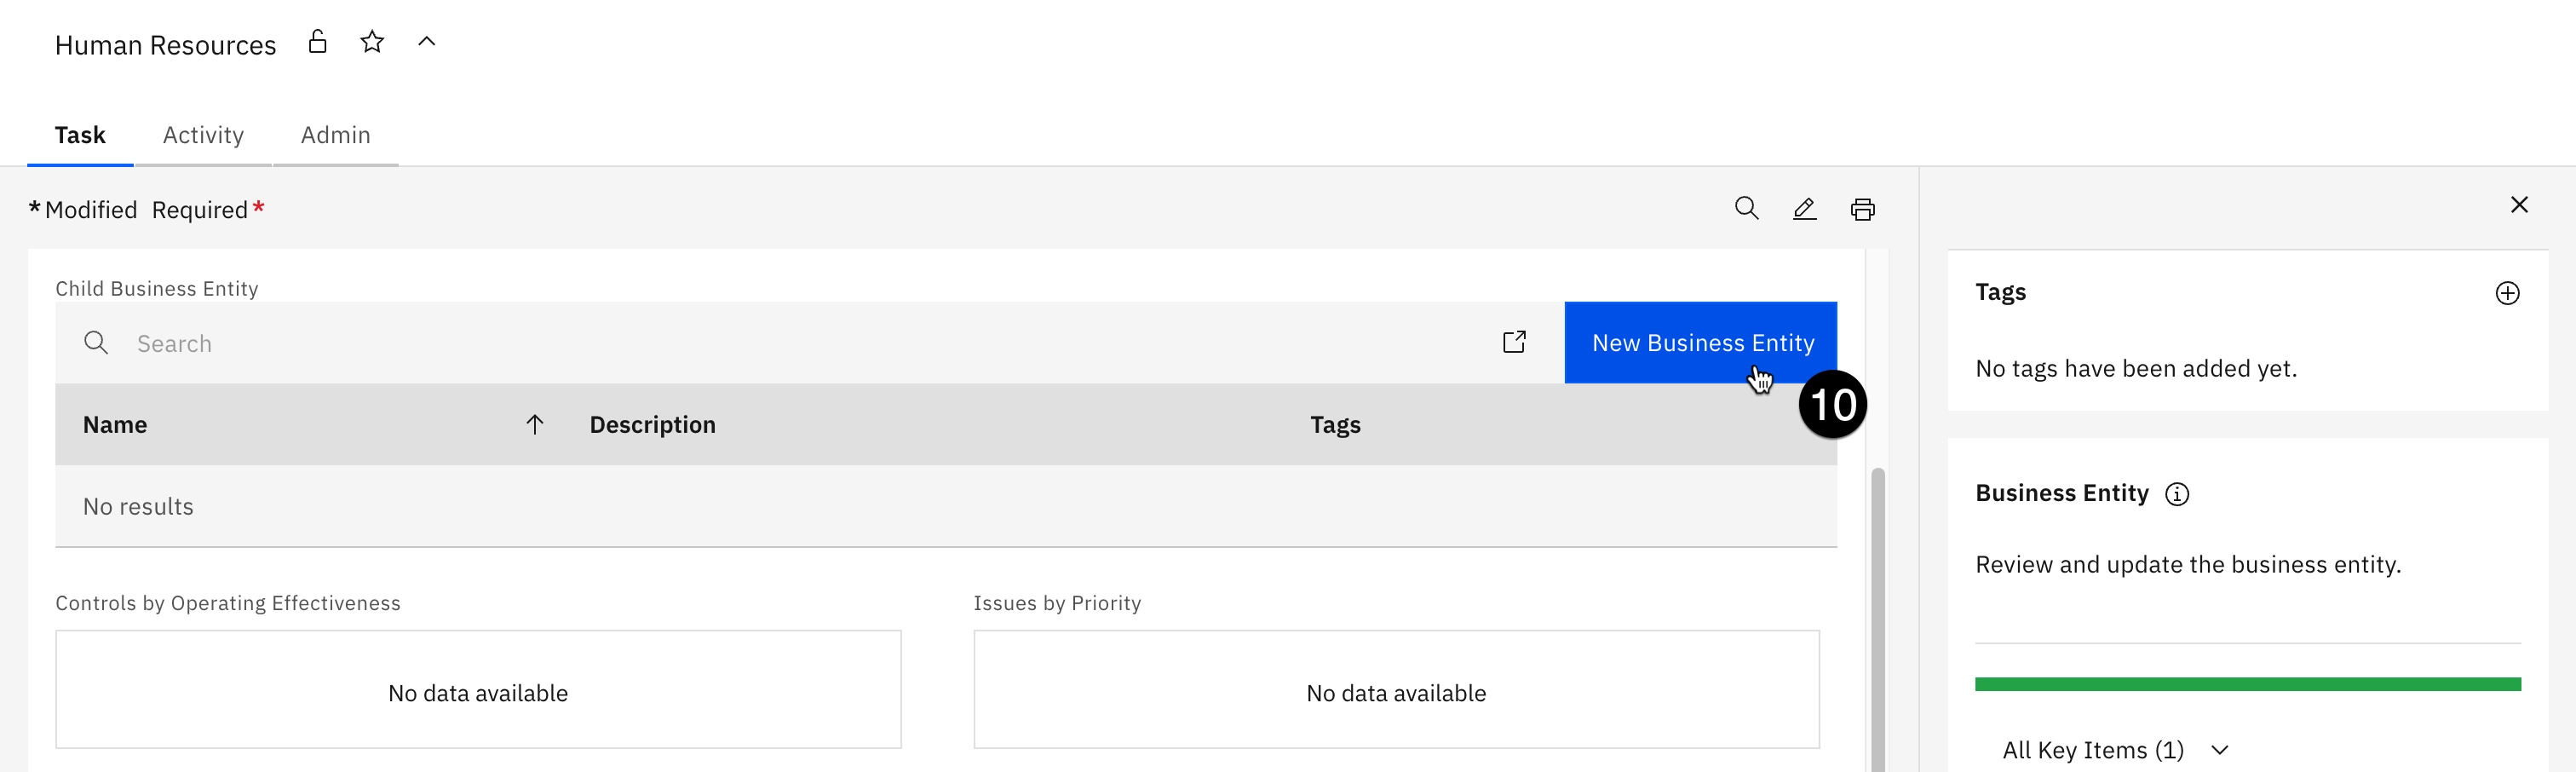 Human Resources
Task Activity Admin
*Modified Required*
Child Business Entity
Search
New Business Entity
10
Name Description Tags
No results
Controls by Operating Effectiveness
No data available
Issues by Priority
No data available
Tags
No tags have been added yet.
Business Entity
Review and update the business entity.
All Key Items (1)